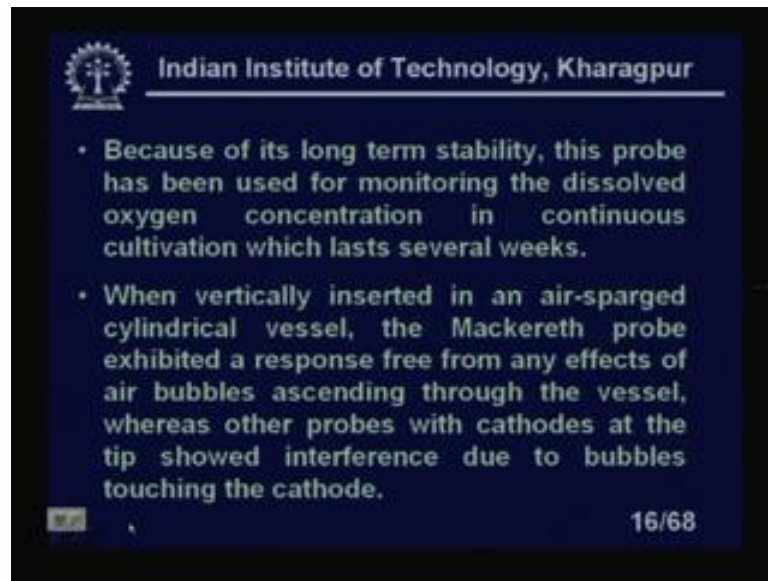 Indian Institute of Technology, Kharagpur
• Because of its long term stability, this probe
has been used for monitoring the dissolved
oxygen concentration in continuous
cultivation which lasts several weeks.
• When vertically inserted in an air-sparged
cylindrical vessel, the Mackereth probe
exhibited a response free from any effects of
air bubbles ascending through the vessel,
whereas other probes with cathodes at the
tip showed interference due to bubbles
touching the cathode.
16/68